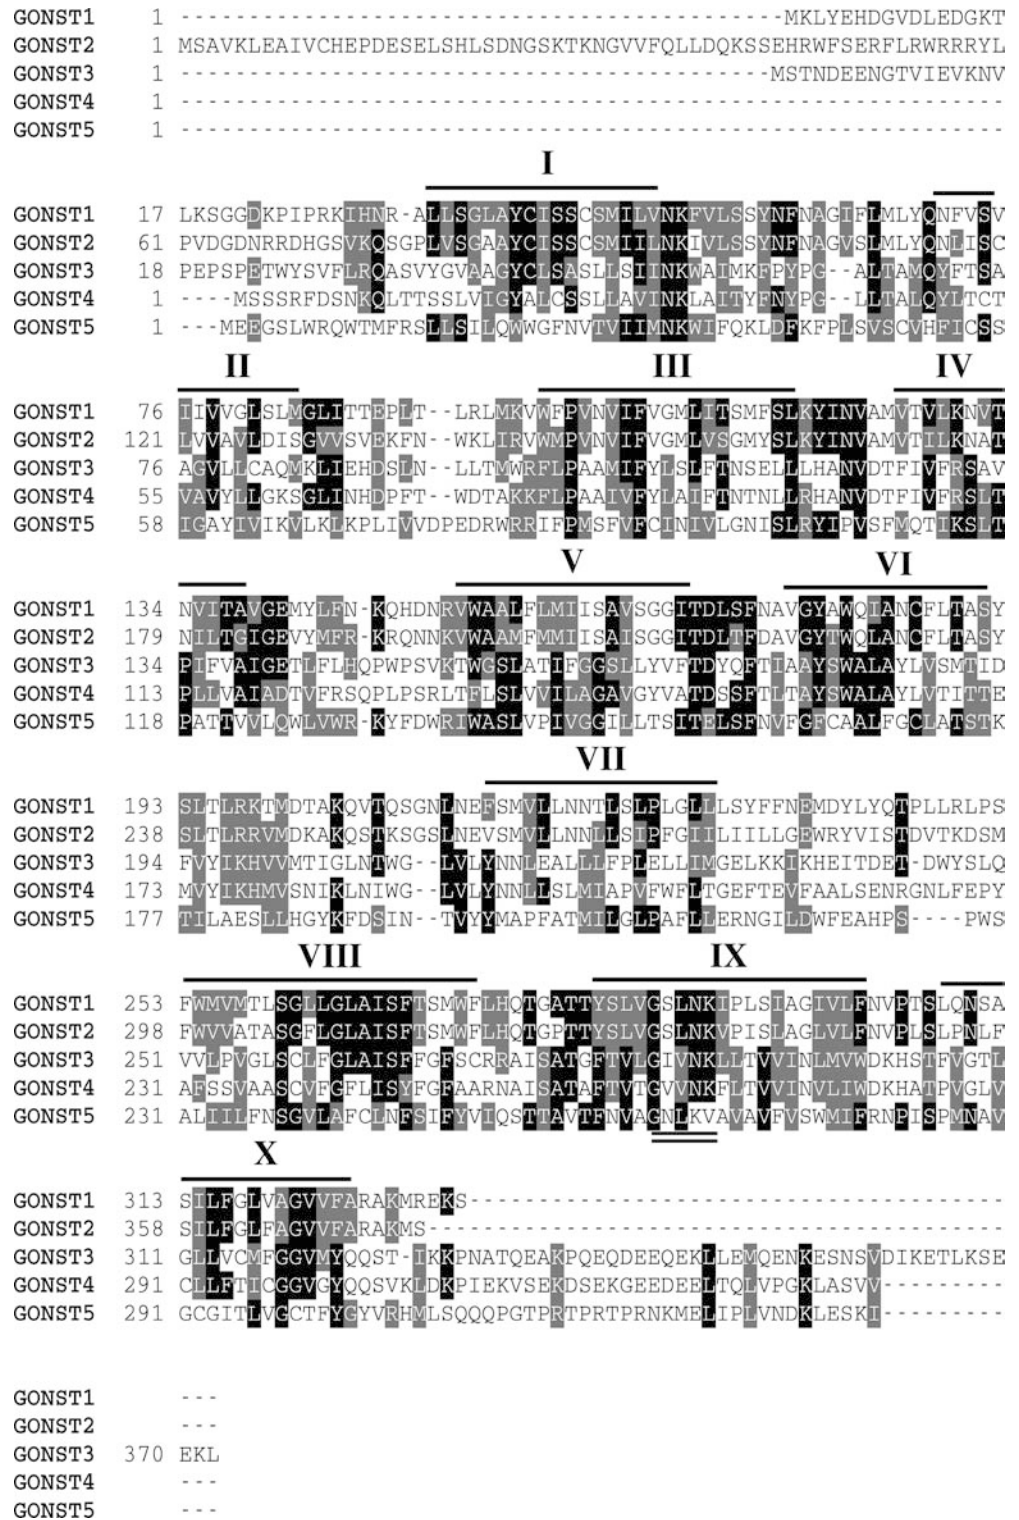 GONST1 1 --------------------------------------------MKLYEHDGVDLEDGKT
GONST2 1 MSAVKLEAIVCHEPDESELSHLSDNGSKTKNGVVFQLLDQKSSEHRWFSERFLRWRRRYL
GONST3 1 -------------------------------------------MSTNDEENGTVIEVKNV
GONST4 1 ------------------------------------------------------------
GONST5 1 ------------------------------------------------------------
I
GONST1 17 LKSGGDKPIPRKIHNR-ALLSGLAYCISSCSMILVNKFVLSSYNFNAGIFLMLYQNFVSV
GONST2 61 PVDGDNRRDHGSVKQSGPLVSGAAYCISSCSMIILNKIVLSSYNFNAGVSLMLYQNLISC
GONST3 18 PEPSPETWYSVFLRQASVYGVAAGYCLSASLLSIINKWAIMKFPYPG--ALTAMQYFTSA
GONST4 1 ----MSSSRFDSNKQLTTSSLVIGYALCSSLLAVINKLAITYFNYPG--LLTALQYLTCT
GONST5 1 ---MEEGSLWRQWTMFRSLLSILQWWGFNVTVIIMNKWIFQKLDFKFPLSVSCVHFICSS
II III IV
GONST1 76 IIVVGLSLMGLITTEPLT--LRLMKVWFPVNVIFVGMLITSMFSLKYINVAMVTVLKNVT
GONST2 121 LVVAVLDISGVVSVEKFN--WKLIRVWMPVNVIFVGMLVSGMYSLKYINVAMVTILKNAT
GONST3 76 AGVLLCAQMKLIEHDSLN--LLTMWRFLPAAMIFYLSLFTNSELLLHANVDTFIVFRSAV
GONST4 55 VAVYLLGKSGLINHDPFT--WDTAKKFLPAAIVFYLAIFTNTNLLRHANVDTFIVFRSLT
GONST5 58 IGAYIVIKVLKLKPLIVVDPEDRWRRIFPMSFVFCINIVLGNISLRYIPVSFMQTIKSLT
V VI
GONST1 134 NVITAVGEMYLFN-KQHDNRVWAALFLMIISAVSGGITDLSFNAVGYAWQIANCFLTASY
GONST2 179 NILTGIGEVYMFR-KRQNNKVWAAMFMMIISAISGGITDLTFDAVGYTWQLANCFLTASY
GONST3 134 PIFVAIGETLFLHQPWPSVKTWGSLATIFGGSLLYVFTDYQFTIAAYSWALAYLVSMTID
GONST4 113 PLLVAIADTVFRSQPLPSRLTFLSLVVILAGAVGYVATDSSFTLTAYSWALAYLVTITTE
GONST5 118 PATTVVLQWLVWR-KYFDWRIWASLVPIVGGILLTSITELSFNVFGFCAALFGCLATSTK
VII
GONST1 193 SLTLRKTMDTAKQVTQSGNLNEFSMVLLNNTLSLPLGLLLSYFFNEMDYLYQTPLLRLPS
GONST2 238 SLTLRRVMDKAKQSTKSGSLNEVSMVLLNNLLSIPFGIILIILLGEWRYVISTDVTKDSM
GONST3 194 FVYIKHVVMTIGLNTWG--LVLYNNLEALLLFPLELLIMGELKKIKHEITDET-DWYSLQ
GONST4 173 MVYIKHMVSNIKLNIWG--LVLYNNLLSLMIAPVFWFLTGEFTEVFAALSENRGNLFEPY
GONST5 177 TILAESLLHGYKFDSIN--TVYYMAPFATMILGLPAFLLERNGILDWFEAHPS----PWS
VIII IX
GONST1 253 FWMVMTLSGLLGLAISFTSMWFLHQTGATTYSLVGSLNKIPLSIAGIVLFNVPTSLQNSA
GONST2 298 FWVVATASGFLGLAISFTSMWFLHQTGPTTYSLVGSLNKVPISLAGLVLFNVPLSLPNLF
GONST3 251 VVLPVGLSCLFGLAISFFGFSCRRAISATGFTVLGIVNKLLTVVINLMVWDKHSTFVGTL
GONST4 231 AFSSVAASCVFGFLISYFGFAARNAISATAFTVTGVVNKFLTVVINVLIWDKHATPVGLV
GONST5 231 ALIIILFNSGVLAFCLNFSIFYVIQSTTAVTFNVAGNLKVAVAVFVSWMIFRNPISPMNAV
X
GONST1 313 SILFGLVAGVVFARAKMREKS---------------------------------------
GONST2 358 SILFGLFAGVVFARAKMS------------------------------------------
GONST3 311 GLLVCMFGGVMYQQST-IKKPNATQEAKPQEQDEEQEKLLEMQENKESNSVDIKETLKSE
GONST4 291 CLLFTICGGVGYQQSVKLDKPIEKVSEKDSEKGEEDEELTQLVPGKLASVV---------
GONST5 291 GCGITLVGCTFYGYVRHMLSQQQPGTPRTPRTPRNKMELIPLVNDKLESKI---------
GONST1 ---
GONST2 ---
GONST3 370 EKL
GONST4 ---
GONST5 ---